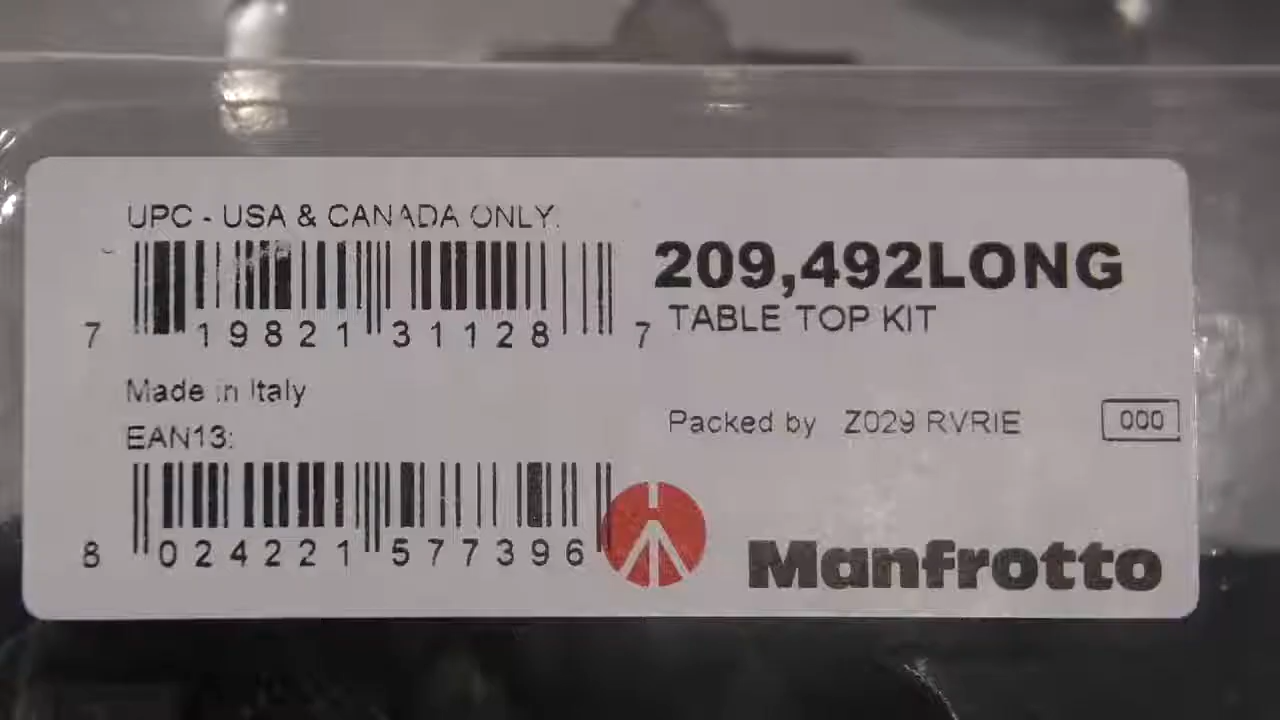 UPC - USA & CANADA ONLY:
7 19821 31128 7
209,492LONG
TABLE TOP KIT
Made in Italy
Packed by Z029 RVRIE
000
EAN13:
8 024221 577396
Manfrotto